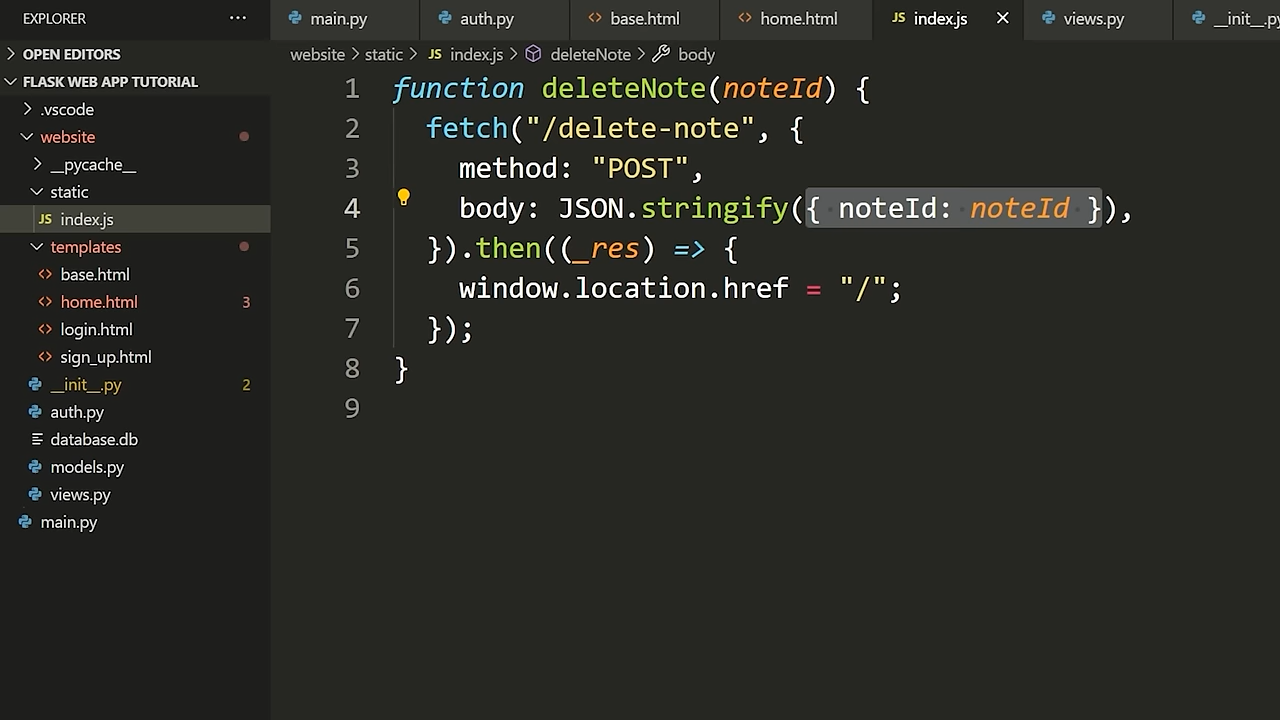 EXPLORER
OPEN EDITORS
FLASK WEB APP TUTORIAL
.vscode
website
__pycache__
static
JS index.js
templates
base.html
home.html 3
login.html
sign_up.html
__init__.py 2
auth.py
database.db
models.py
views.py
main.py
main.py auth.py base.html home.html JS index.js views.py __init__.py
website > static > JS index.js > deleteNote > body
1 function deleteNote(noteId) {
2 fetch("/delete-note", {
3 method: "POST",
4 body: JSON.stringify({ noteId: noteId }),
5 }).then((_res) => {
6 window.location.href = "/";
7 });
8 }
9